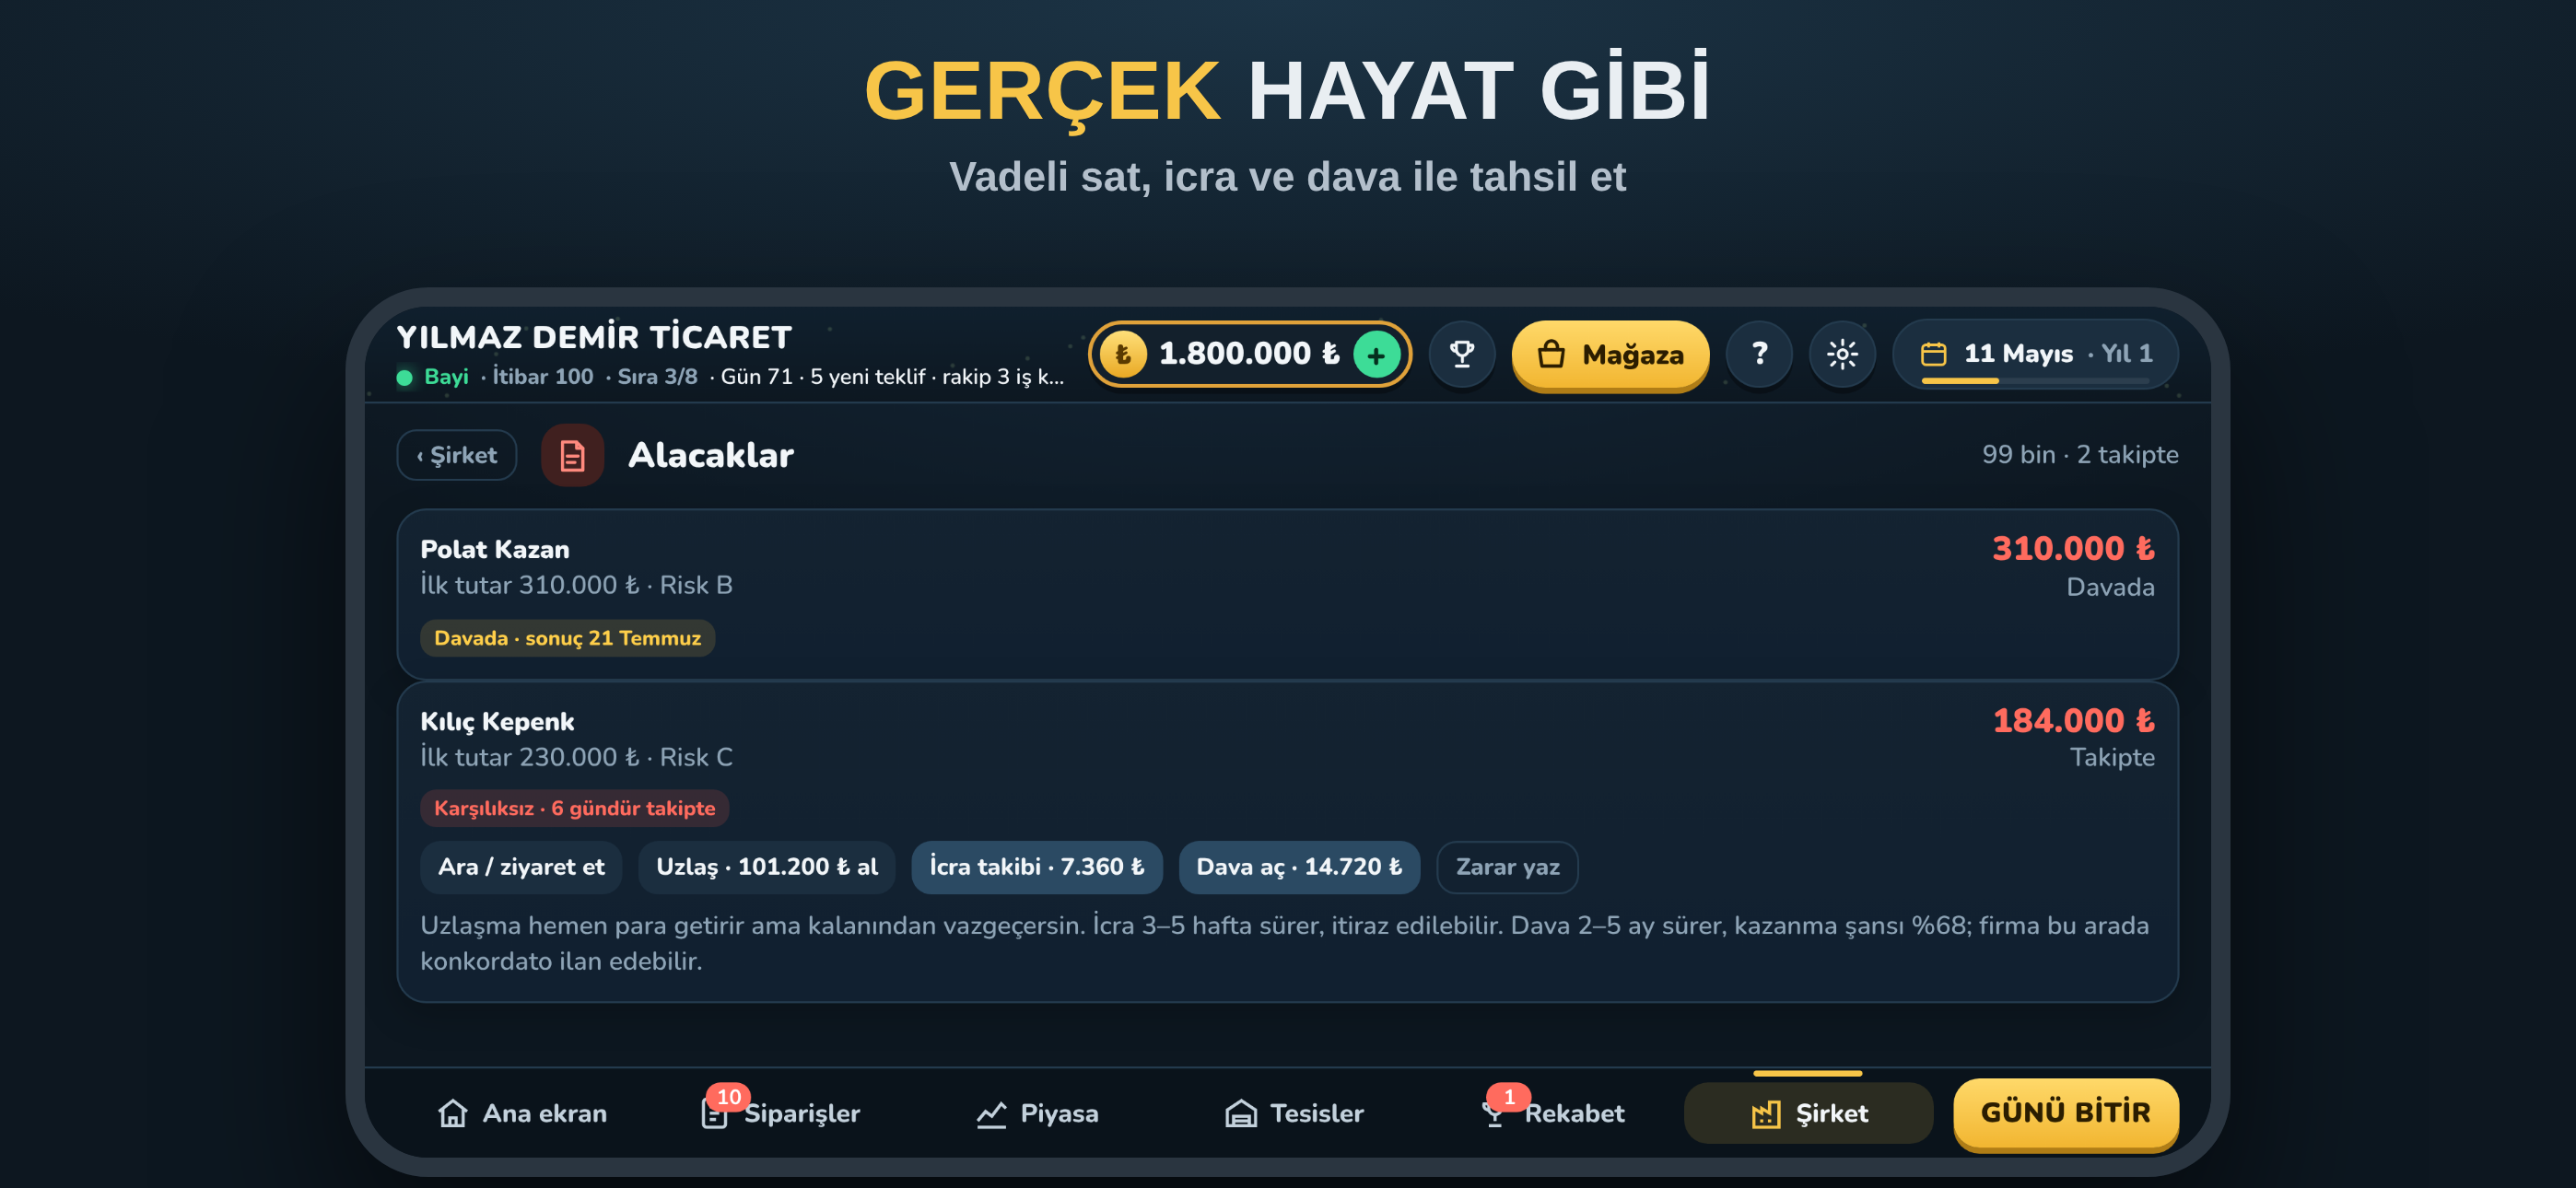 GERÇEK HAYAT GİBİ
Vadeli sat, icra ve dava ile tahsil et
YILMAZ DEMİR TİCARET
Bayi · İtibar 100 · Sıra 3/8 · Gün 71 · 5 yeni teklif · rakip 3 iş k...
₺ 1.800.000 ₺ +
Mağaza
?
11 Mayıs · Yıl 1
‹ Şirket
Alacaklar
99 bin · 2 takipte
Polat Kazan
310.000 ₺
İlk tutar 310.000 ₺ · Risk B
Davada
Davada · sonuç 21 Temmuz
Kılıç Kepenk
184.000 ₺
İlk tutar 230.000 ₺ · Risk C
Takipte
Karşılıksız · 6 gündür takipte
Ara / ziyaret et
Uzlaş · 101.200 ₺ al
İcra takibi · 7.360 ₺
Dava aç · 14.720 ₺
Zarar yaz
Uzlaşma hemen para getirir ama kalanından vazgeçersin. İcra 3–5 hafta sürer, itiraz edilebilir. Dava 2–5 ay sürer, kazanma şansı %68; firma bu arada
konkordato ilan edebilir.
Ana ekran
10
Siparişler
Piyasa
Tesisler
1
Rekabet
Şirket
GÜNÜ BİTİR